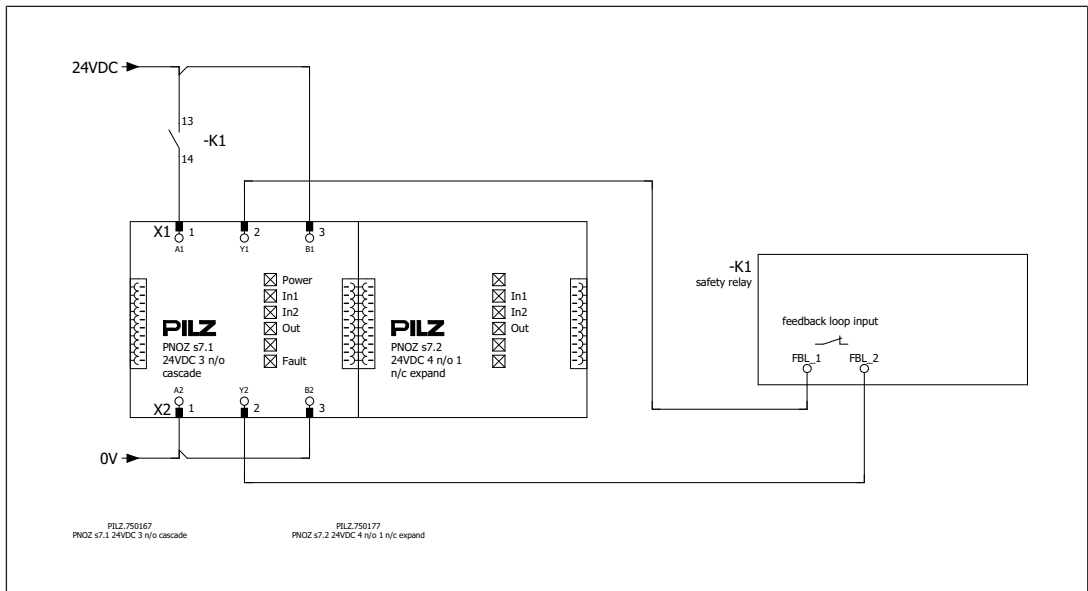 24VDC
13
-K1
14
X1 1 2 3
A1 Y1 B1
-K1
safety relay
Power
In1
In2
Out
Fault
In1
In2
Out
PILZ
PNOZ s7.1
24VDC 3 n/o
cascade
PILZ
PNOZ s7.2
24VDC 4 n/o 1
n/c expand
feedback loop input
FBL_1 FBL_2
A2 Y2 B2
X2 1 2 3
0V
PILZ.750167
PNOZ s7.1 24VDC 3 n/o cascade
PILZ.750177
PNOZ s7.2 24VDC 4 n/o 1 n/c expand